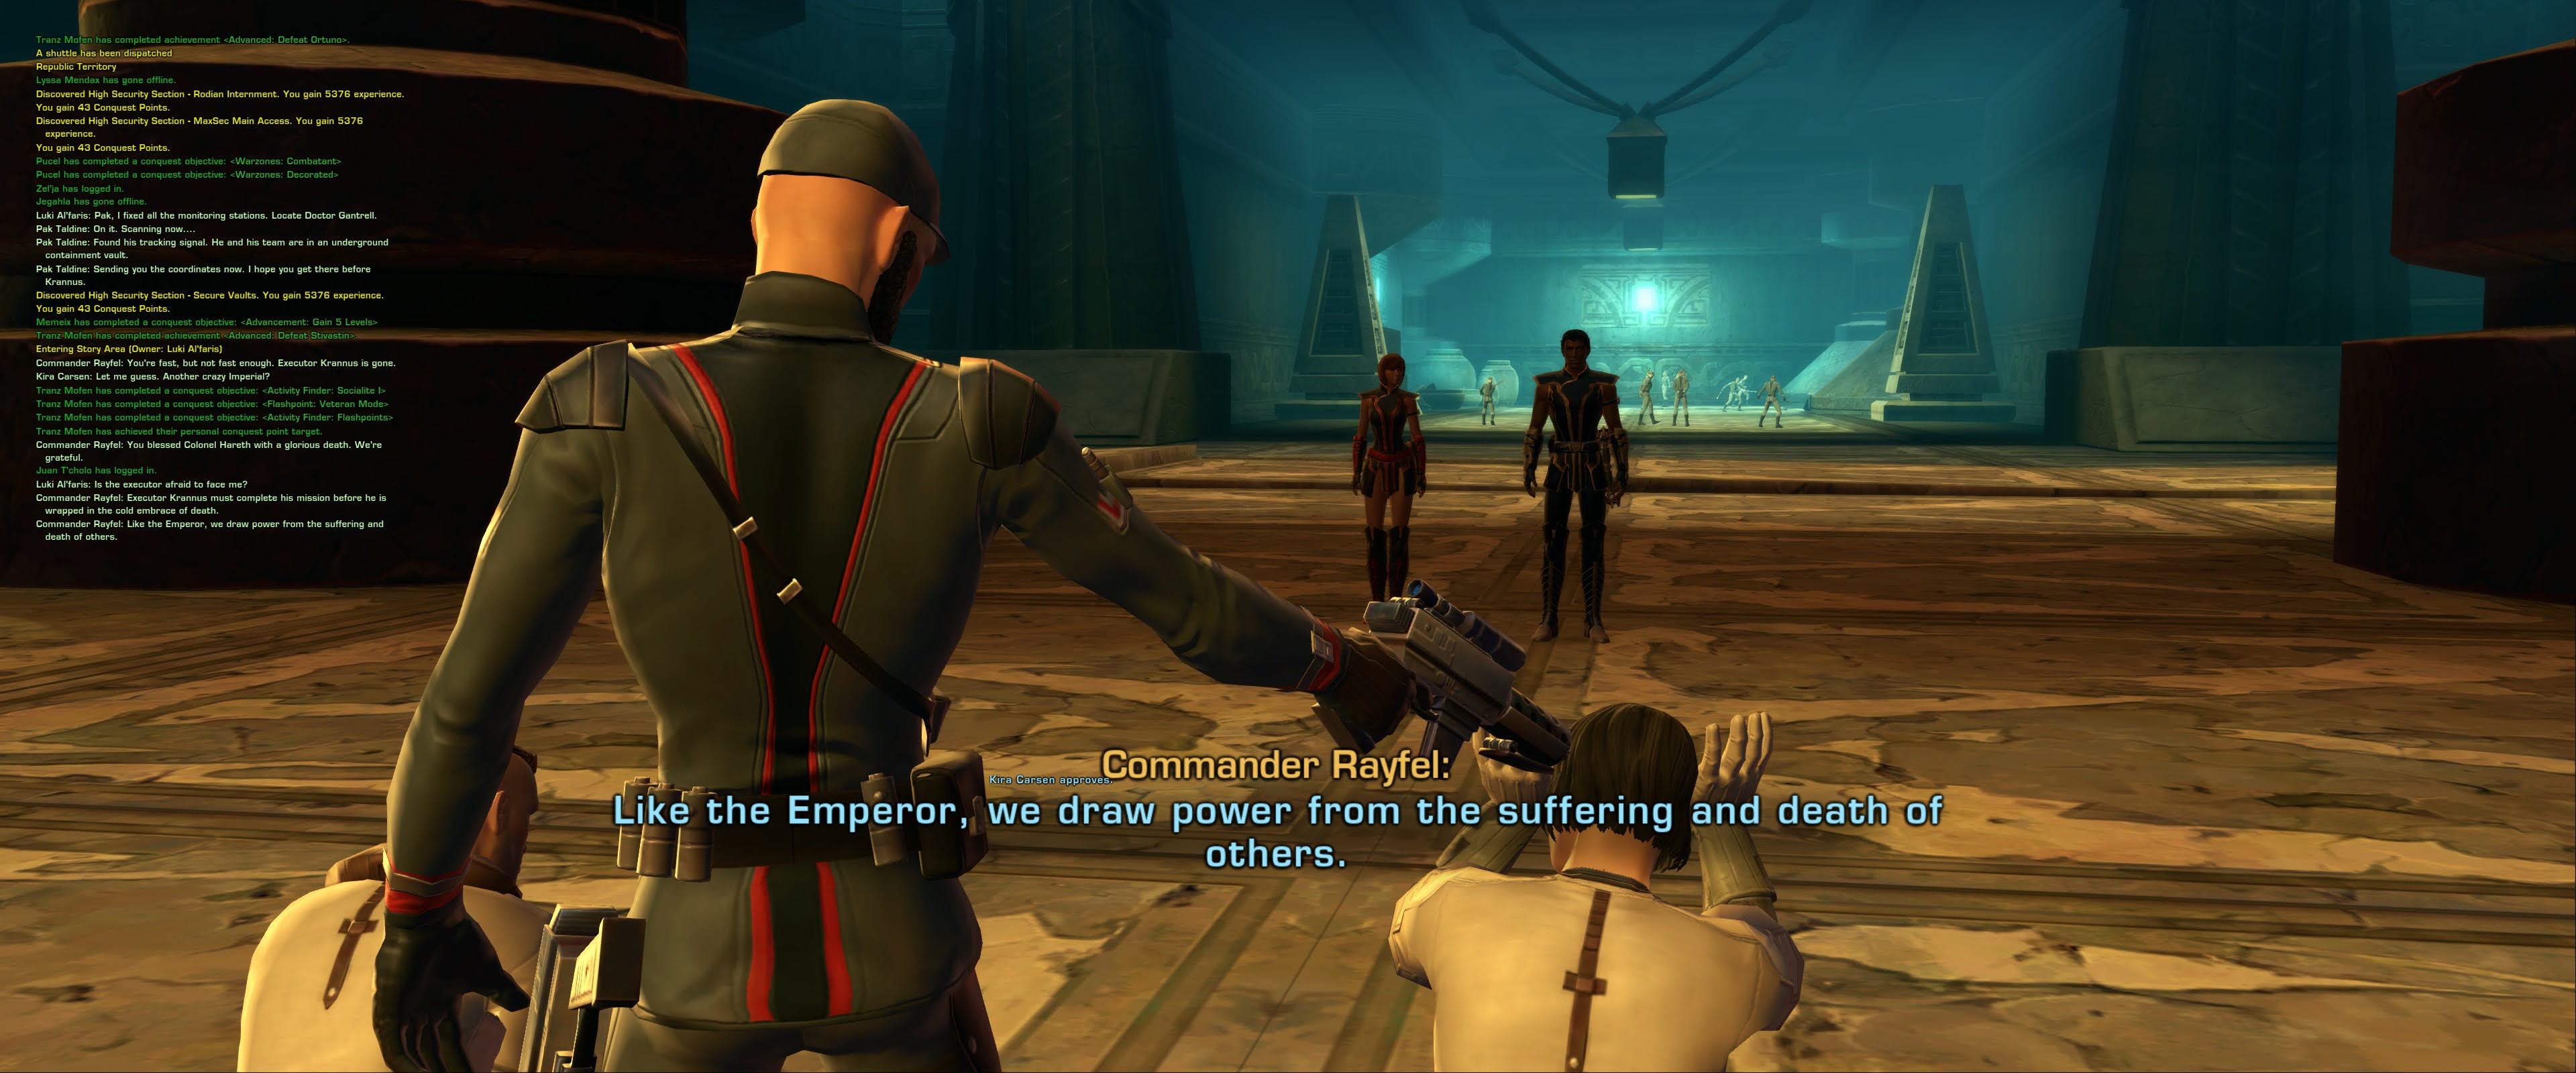 Tranz Mofen has completed achievement <Advanced: Defeat Ortuno>.
A shuttle has been dispatched
Republic Territory
Lyssa Mendax has gone offline.
Discovered High Security Section - Rodian Internment. You gain 5376 experience.
You gain 43 Conquest Points.
Discovered High Security Section - MaxSec Main Access. You gain 5376
experience.
You gain 43 Conquest Points.
Pucel has completed a conquest objective: <Warzones: Combatant>
Pucel has completed a conquest objective: <Warzones: Decorated>
Zel'ja has logged in.
Jegahla has gone offline.
Luki Al'faris: Pak, I fixed all the monitoring stations. Locate Doctor Gantrell.
Pak Taldine: On it. Scanning now....
Pak Taldine: Found his tracking signal. He and his team are in an underground
containment vault.
Pak Taldine: Sending you the coordinates now. I hope you get there before
Krannus.
Discovered High Security Section - Secure Vaults. You gain 5376 experience.
You gain 43 Conquest Points.
Memeix has completed a conquest objective: <Advancement: Gain 5 Levels>
Tranz Mofen has completed achievement <Advanced: Defeat Stivastin>
Entering Story Area (Owner: Luki Al'faris)
Commander Rayfel: You're fast, but not fast enough. Executor Krannus is gone.
Kira Carsen: Let me guess. Another crazy Imperial?
Tranz Mofen has completed a conquest objective: <Activity Finder: Socialite I>
Tranz Mofen has completed a conquest objective: <Flashpoint: Veteran Mode>
Tranz Mofen has completed a conquest objective: <Activity Finder: Flashpoints>
Tranz Mofen has achieved their personal conquest point target.
Commander Rayfel: You blessed Colonel Hareth with a glorious death. We're
grateful.
Juan T'cholo has logged in.
Luki Al'faris: Is the executor afraid to face me?
Commander Rayfel: Executor Krannus must complete his mission before he is
wrapped in the cold embrace of death.
Commander Rayfel: Like the Emperor, we draw power from the suffering and
death of others.
Kira Carsen approves.
Commander Rayfel:
Like the Emperor, we draw power from the suffering and death of
others.